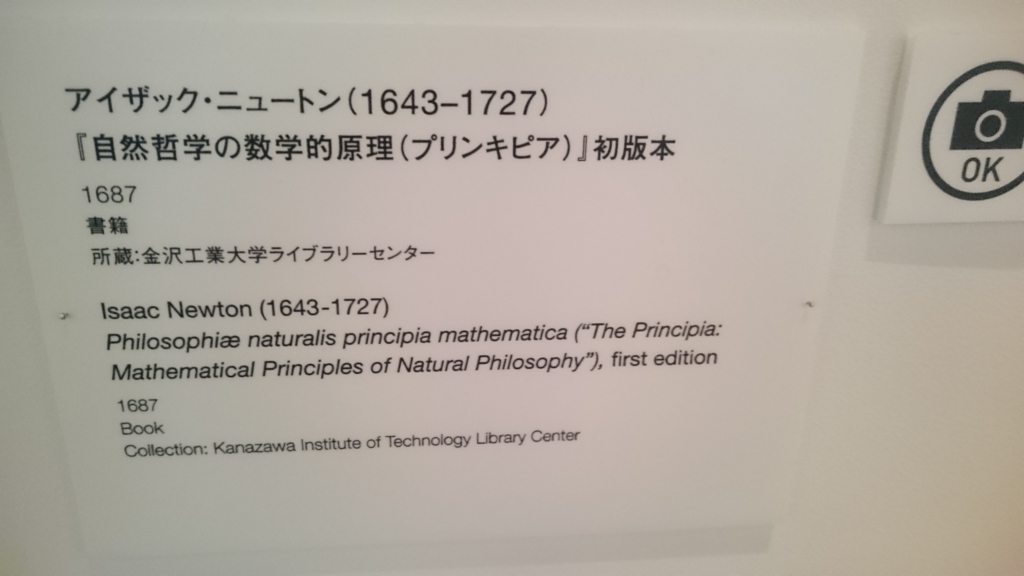 アイザック・ニュートン(1643–1727)
『自然哲学の数学的原理(プリンキピア)』初版本
1687
書籍
所蔵:金沢工業大学ライブラリーセンター
Isaac Newton (1643-1727)
Philosophiæ naturalis principia mathematica (“The Principia:
Mathematical Principles of Natural Philosophy”), first edition
1687
Book
Collection: Kanazawa Institute of Technology Library Center
OK